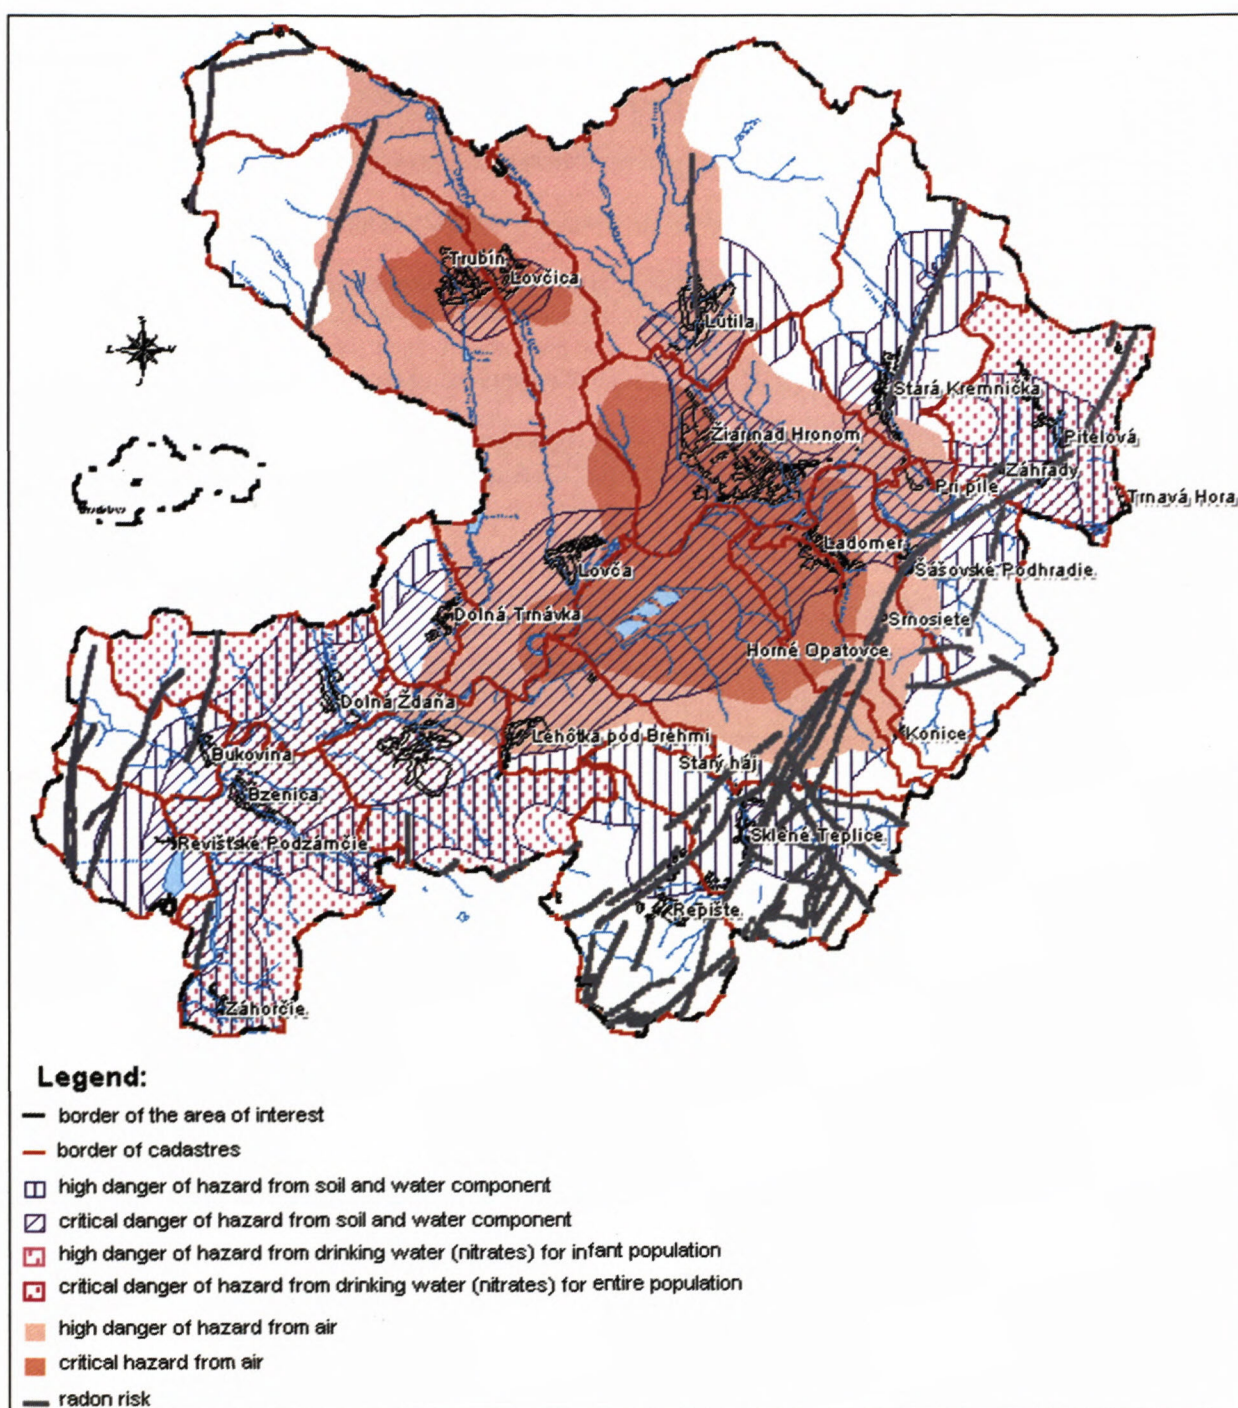 Trubín
Lovčica
Lutila
Stará Kremnička
Žiar nad Hronom
Pitelová
Záhrady
Pri píle
Trnavá Hora
Ladomer
Lovča
Šášovské Podhradie
Dolná Trnávka
Srnosiete
Horné Opatovce
Dolná Ždaňa
Lehôtka pod Brehmi
Konice
Bukovina
Starý háj
Bzenica
Sklené Teplice
Revištské Podzámčie
Repište
Záhorčie
Legend:
border of the area of interest
border of cadastres
high danger of hazard from soil and water component
critical danger of hazard from soil and water component
high danger of hazard from drinking water (nitrates) for infant population
critical danger of hazard from drinking water (nitrates) for entire population
high danger of hazard from air
critical hazard from air
radon risk